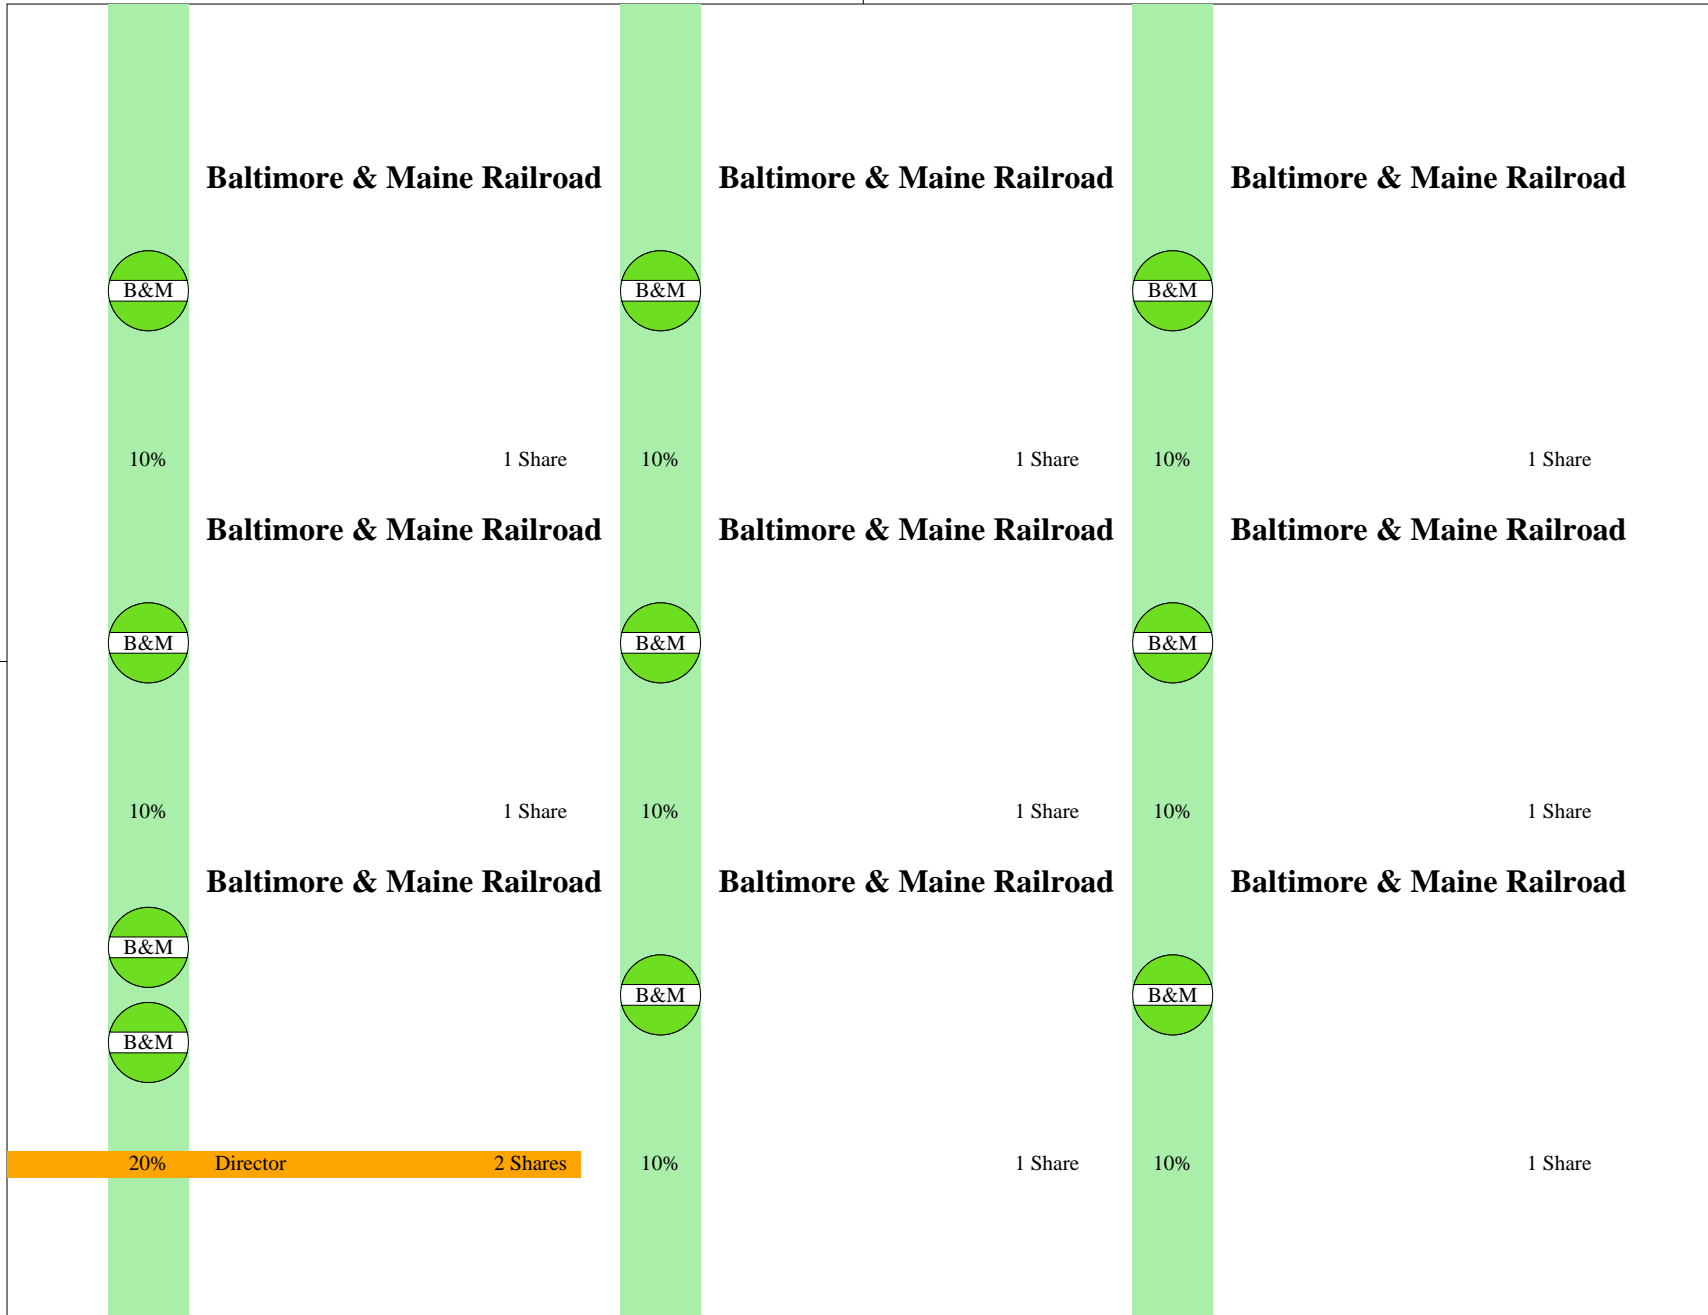 Baltimore & Maine Railroad Baltimore & Maine Railroad Baltimore & Maine Railroad
B&M B&M B&M
10% 1 Share 10% 1 Share 10% 1 Share
Baltimore & Maine Railroad Baltimore & Maine Railroad Baltimore & Maine Railroad
B&M B&M B&M
10% 1 Share 10% 1 Share 10% 1 Share
Baltimore & Maine Railroad Baltimore & Maine Railroad Baltimore & Maine Railroad
B&M
B&M B&M
B&M
20% Director 2 Shares 10% 1 Share 10% 1 Share